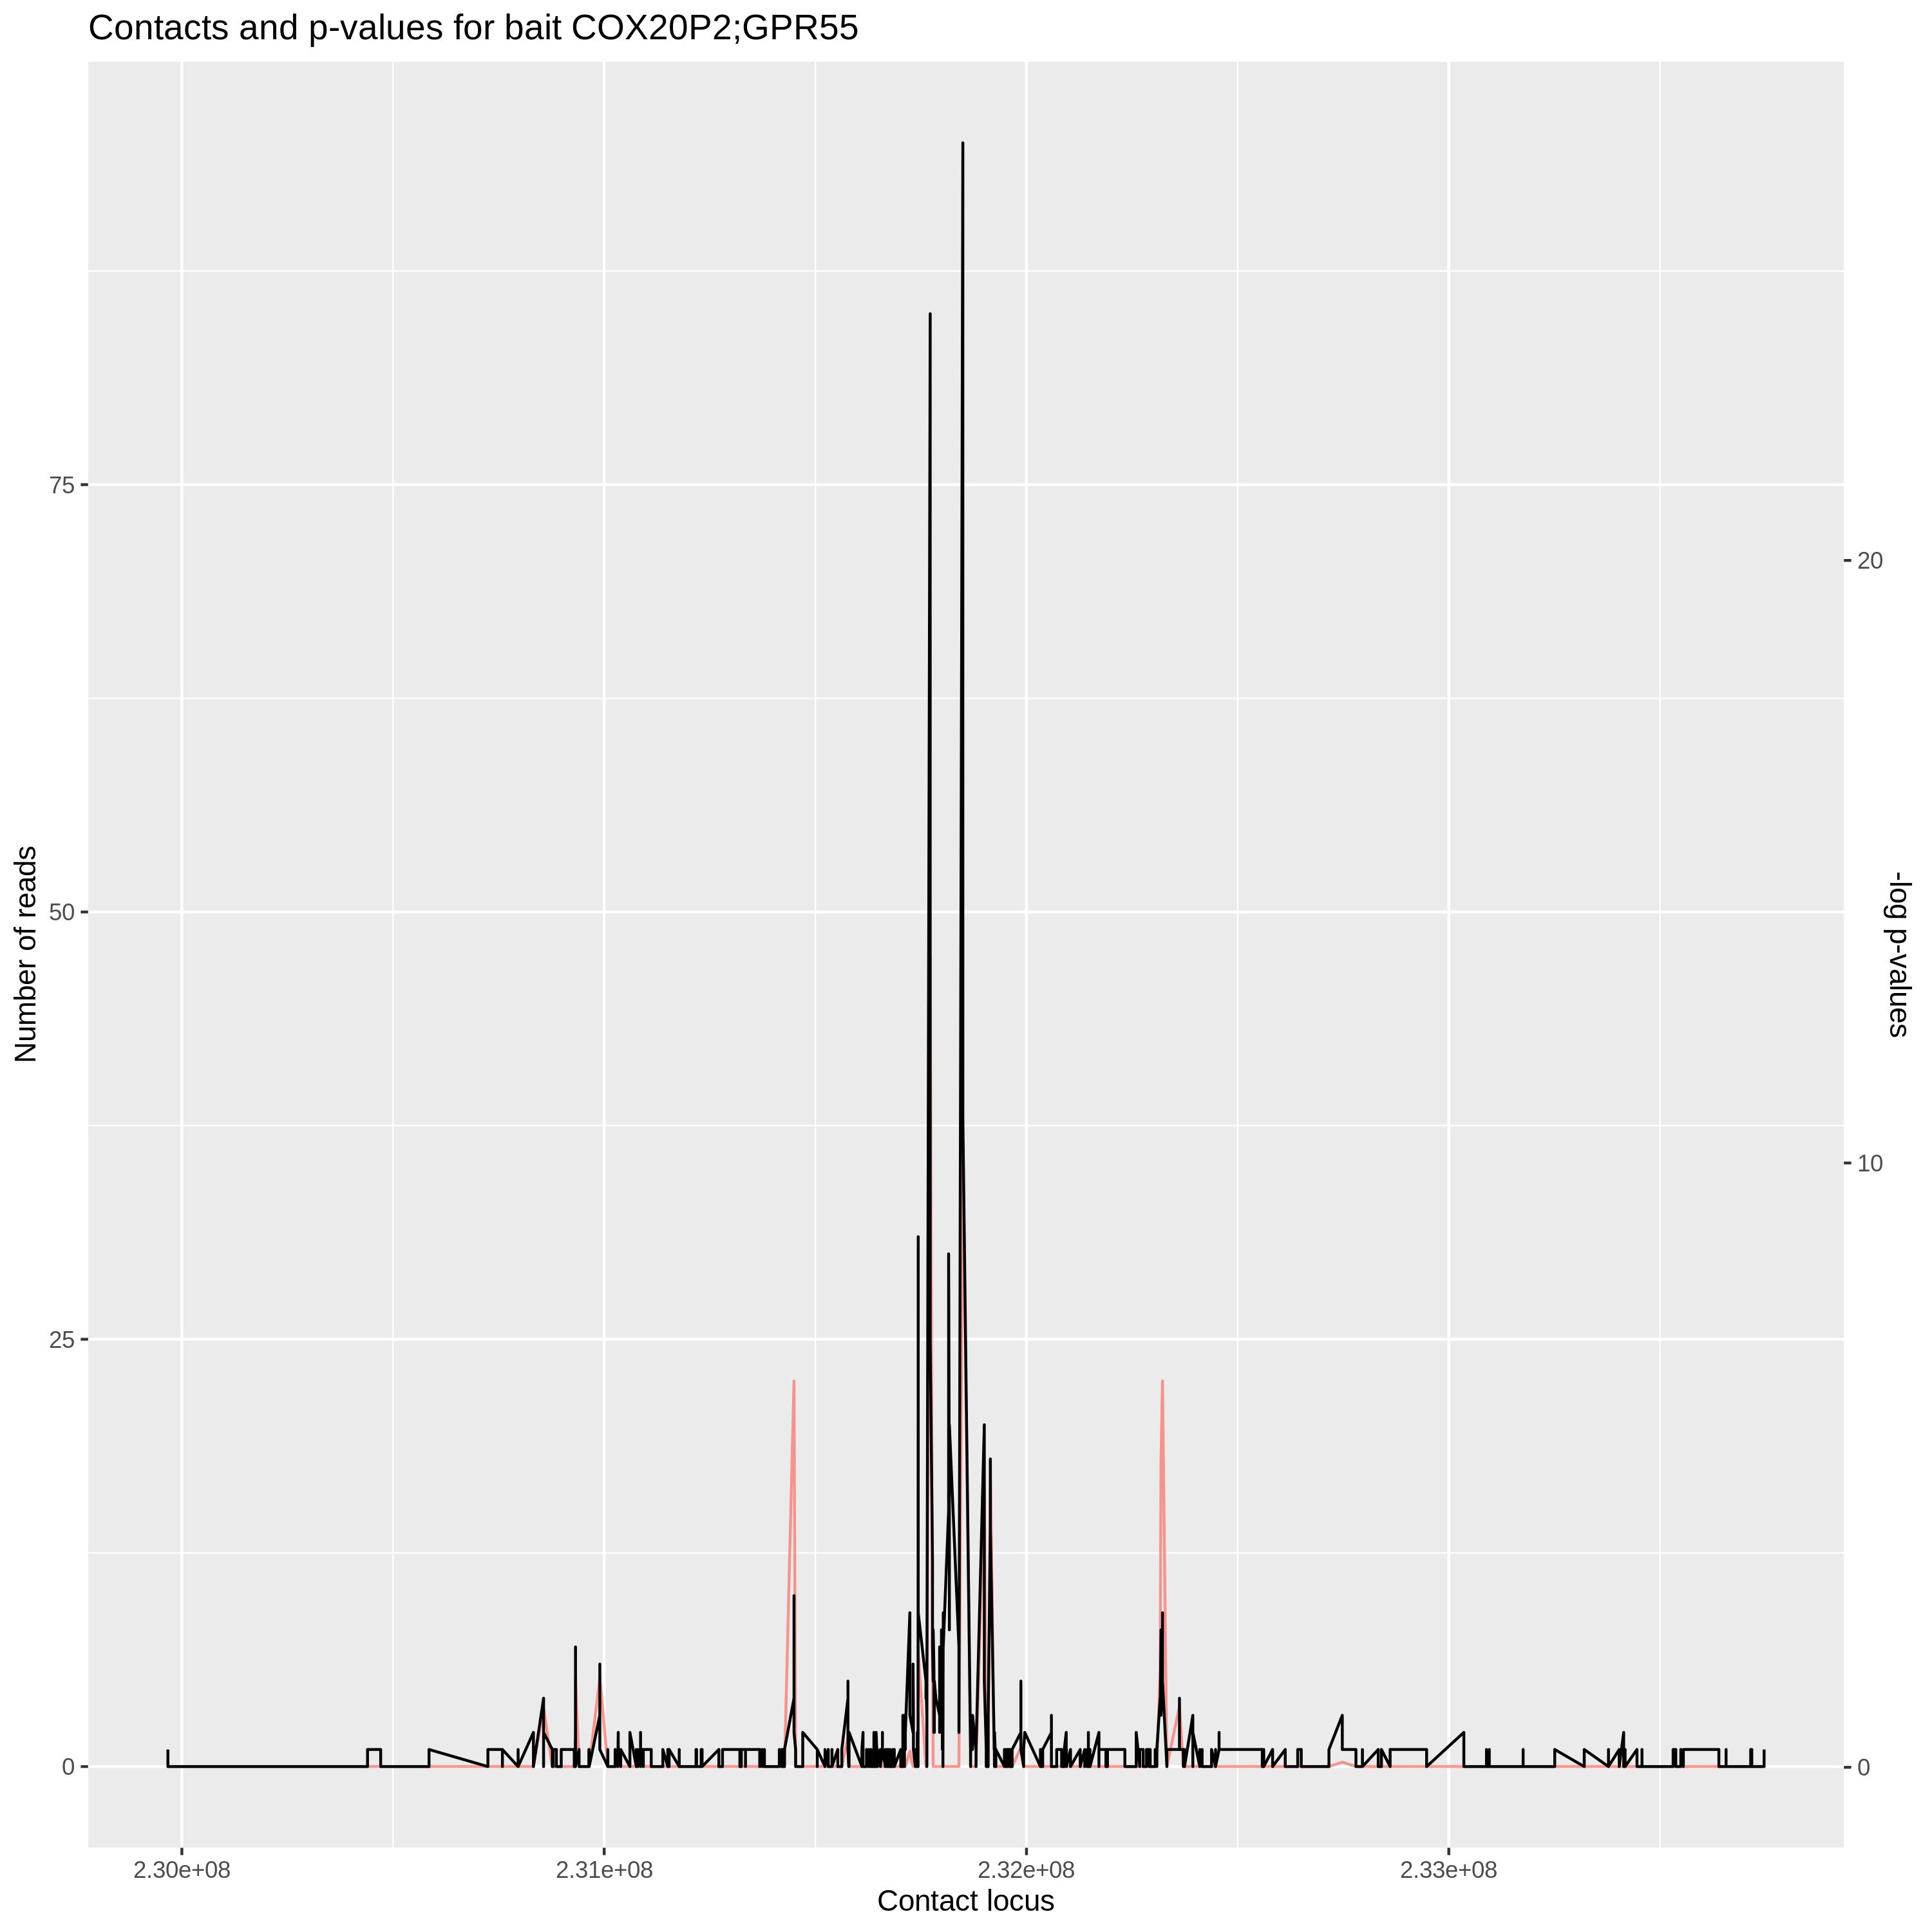 Contacts and p-values for bait COX20P2;GPR55
75
50
25
0
Number of reads
20
10
0
-log p-values
2.30e+08
2.31e+08
2.32e+08
2.33e+08
Contact locus